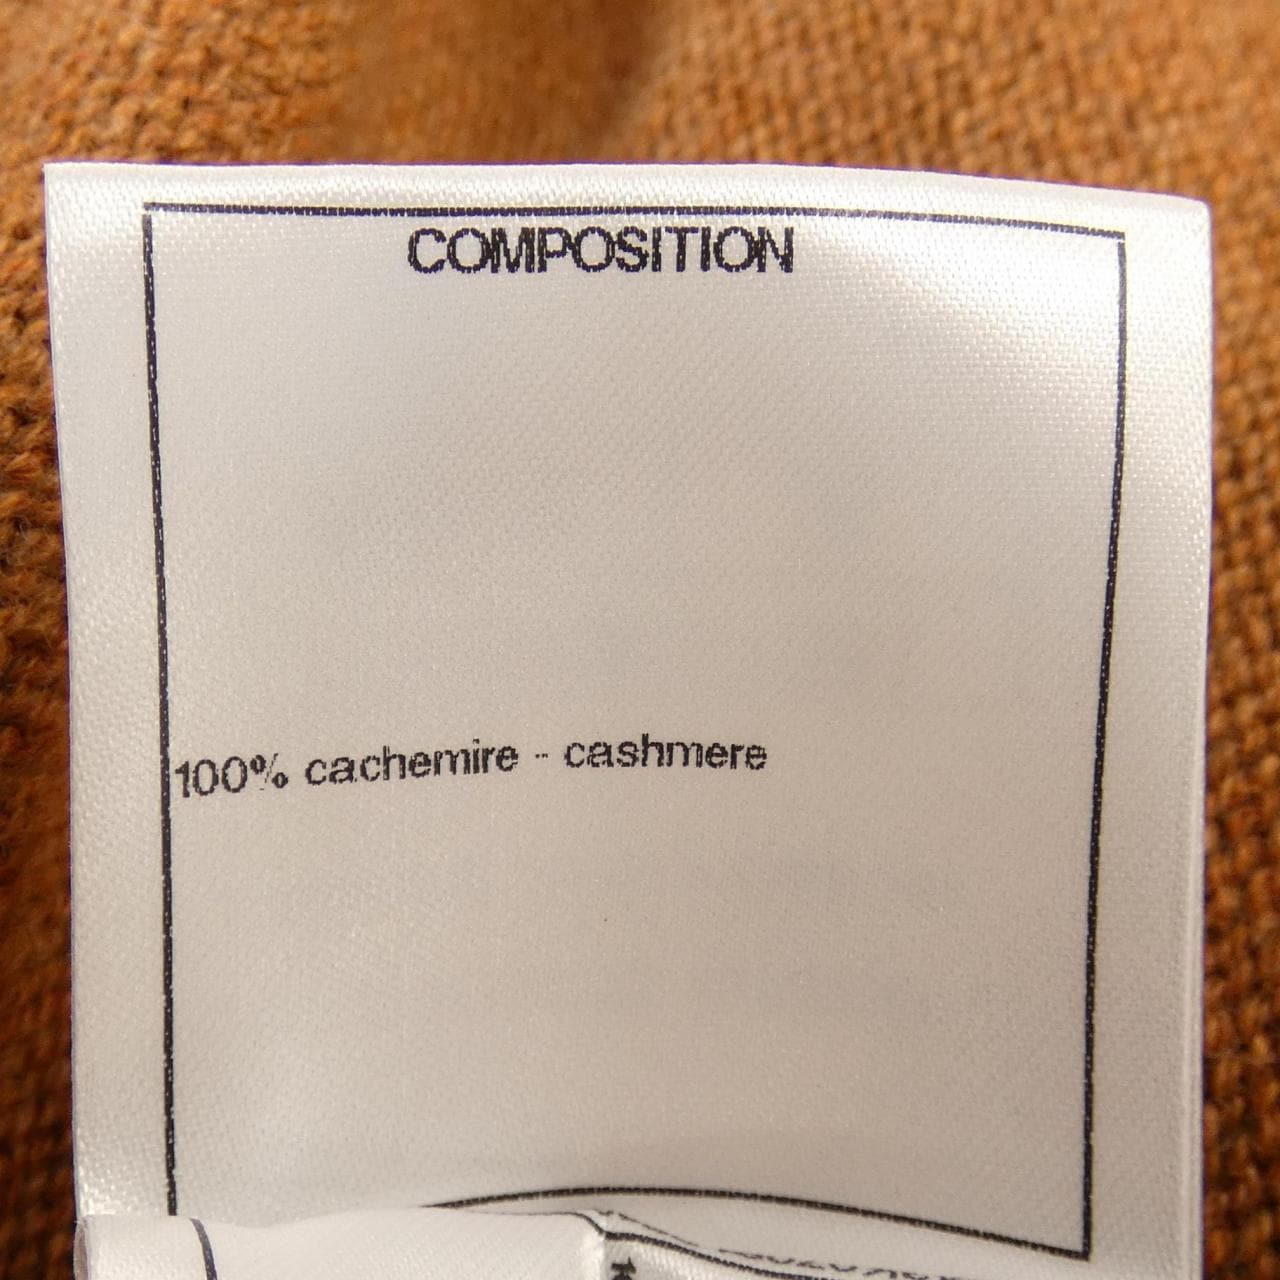 COMPOSITION
100% cachemire - cashmere